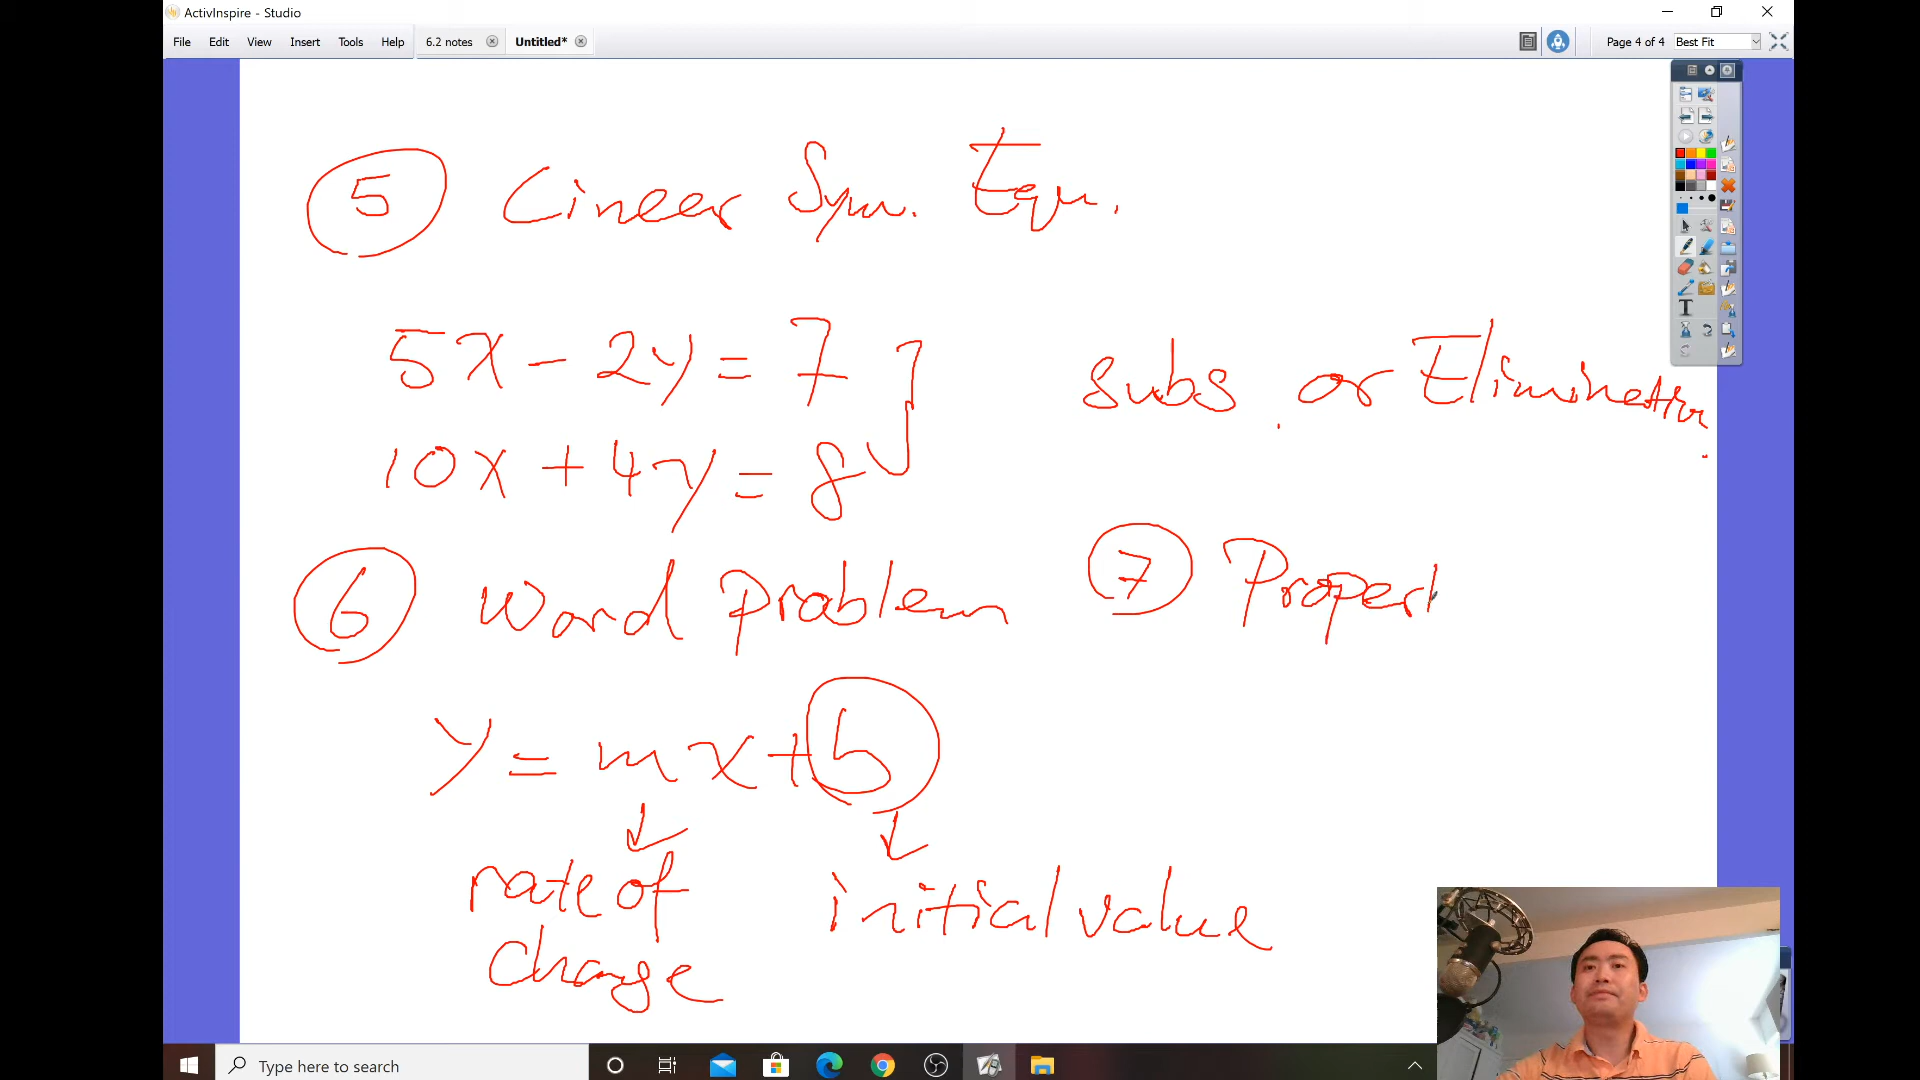 ActivInspire - Studio
File Edit View Insert Tools Help 6.2 notes Untitled* Page 4 of 4 Best Fit
5 Linear Sym. Equ.
5x - 2y = 7
10x + 4y = 8
subs. or Elimination.
6 Word Problem
7 Propert
y = mx + b
rate of change
initial value
T
Type here to search